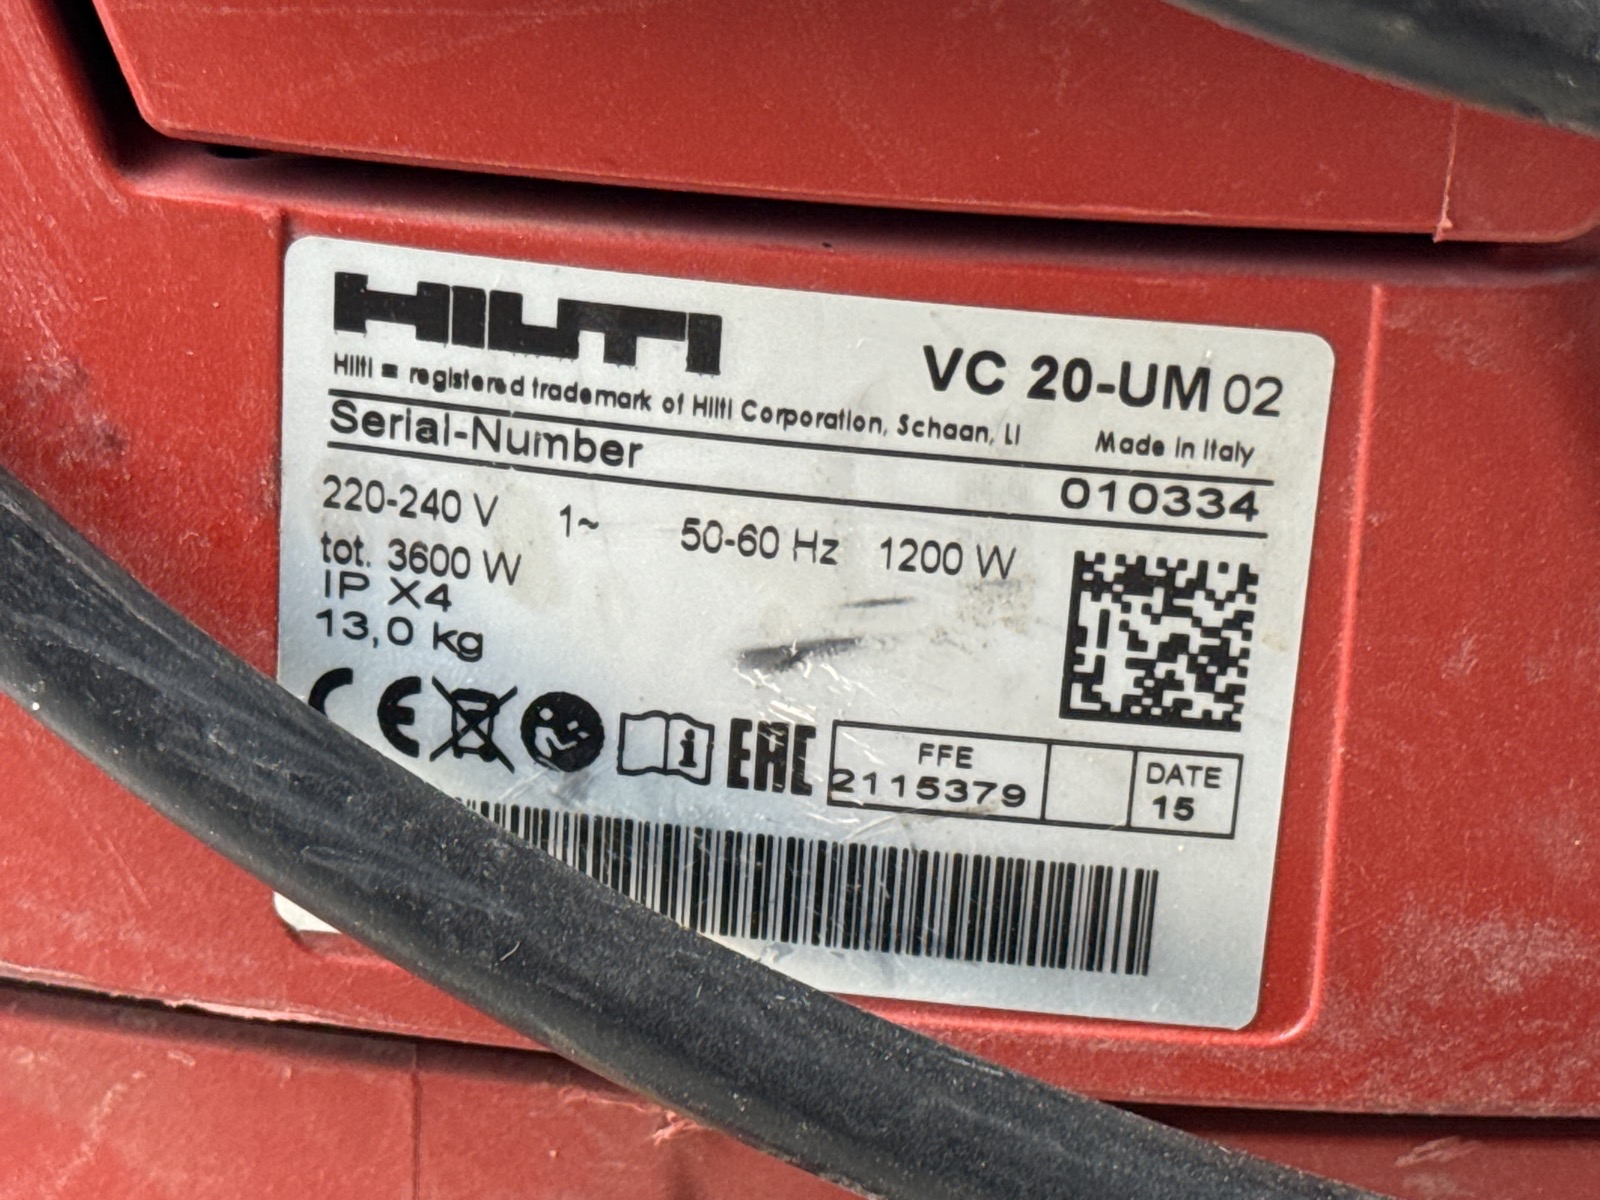 HILTI
VC 20-UM 02
Hilti = registered trademark of Hilti Corporation, Schaan, LI
Made in Italy
Serial-Number
010334
220-240 V 1~ 50-60 Hz 1200 W
tot. 3600 W
IP X4
13,0 kg
CE
EAC
FFE
2115379
DATE
15